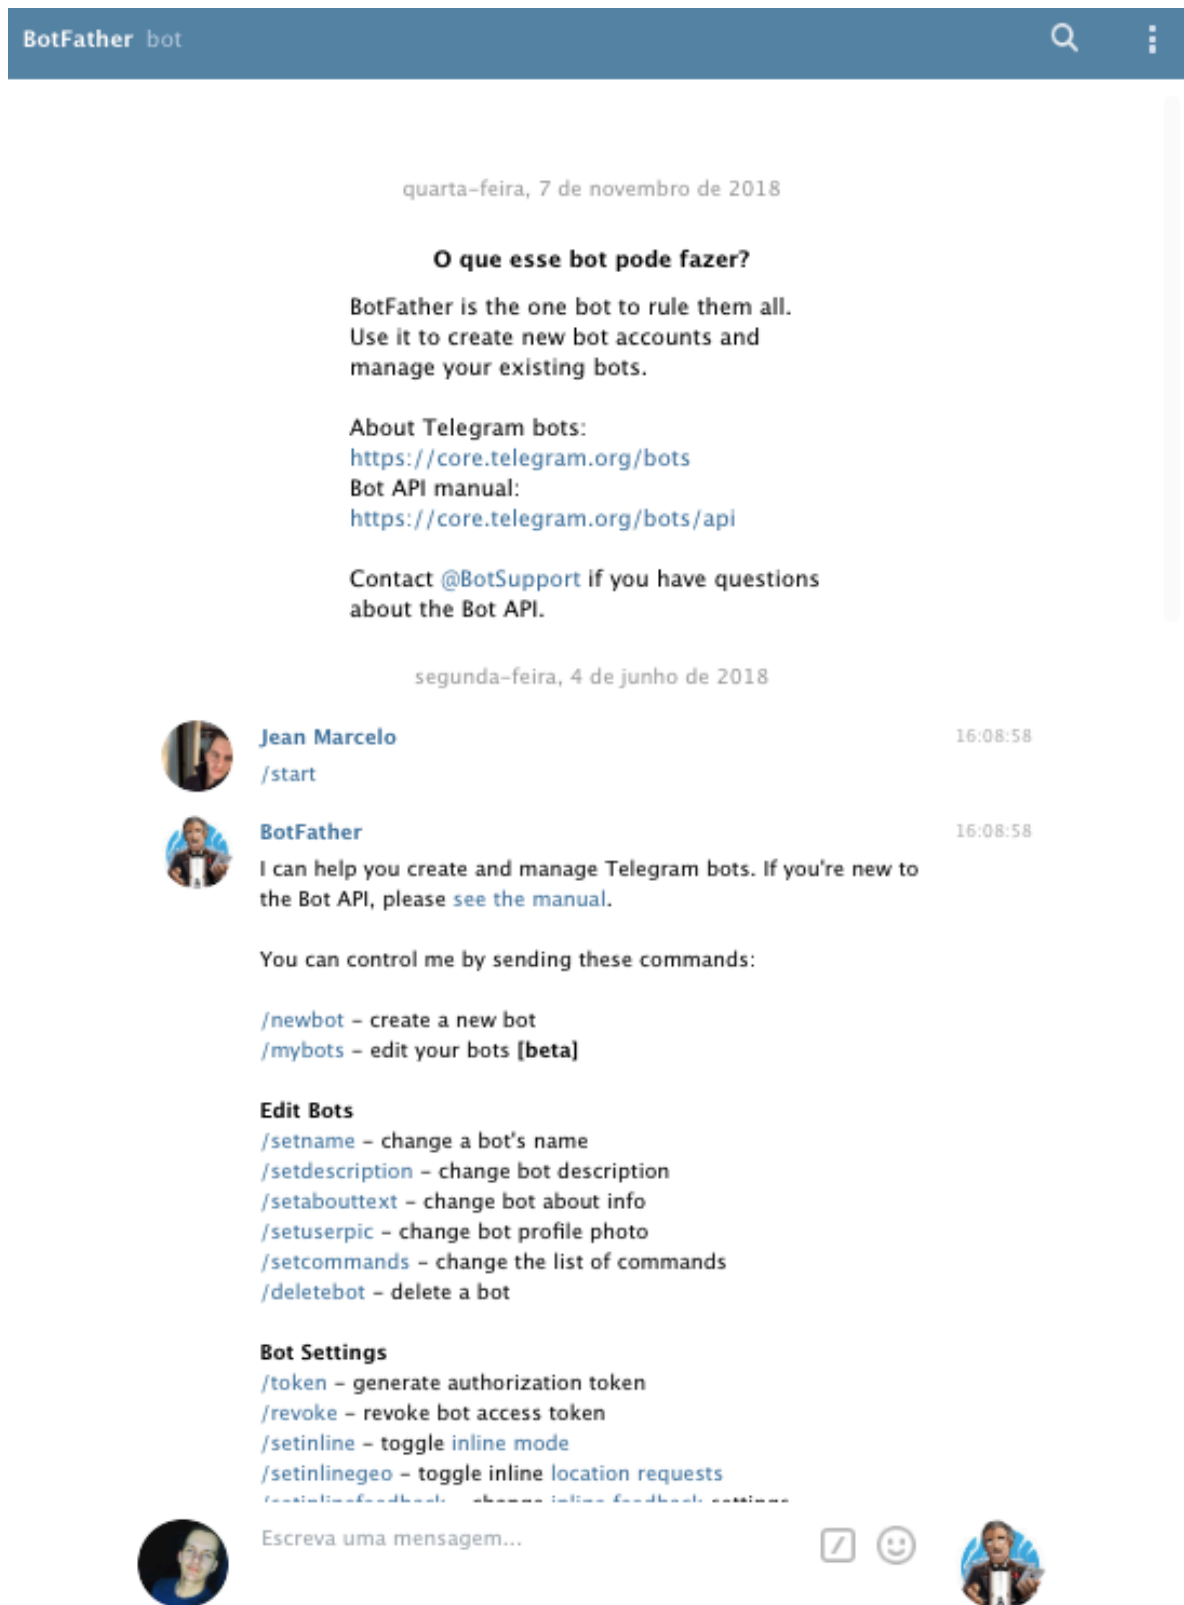 BotFather bot
quarta-feira, 7 de novembro de 2018
O que esse bot pode fazer?
BotFather is the one bot to rule them all.
Use it to create new bot accounts and
manage your existing bots.
About Telegram bots:
https://core.telegram.org/bots
Bot API manual:
https://core.telegram.org/bots/api
Contact @BotSupport if you have questions
about the Bot API.
segunda-feira, 4 de junho de 2018
Jean Marcelo 16:08:58
/start
BotFather 16:08:58
I can help you create and manage Telegram bots. If you're new to
the Bot API, please see the manual.
You can control me by sending these commands:
/newbot - create a new bot
/mybots - edit your bots [beta]
Edit Bots
/setname - change a bot's name
/setdescription - change bot description
/setabouttext - change bot about info
/setuserpic - change bot profile photo
/setcommands - change the list of commands
/deletebot - delete a bot
Bot Settings
/token - generate authorization token
/revoke - revoke bot access token
/setinline - toggle inline mode
/setinlinegeo - toggle inline location requests
/setinlinefeedback - change inline feedback settings
Escreva uma mensagem...